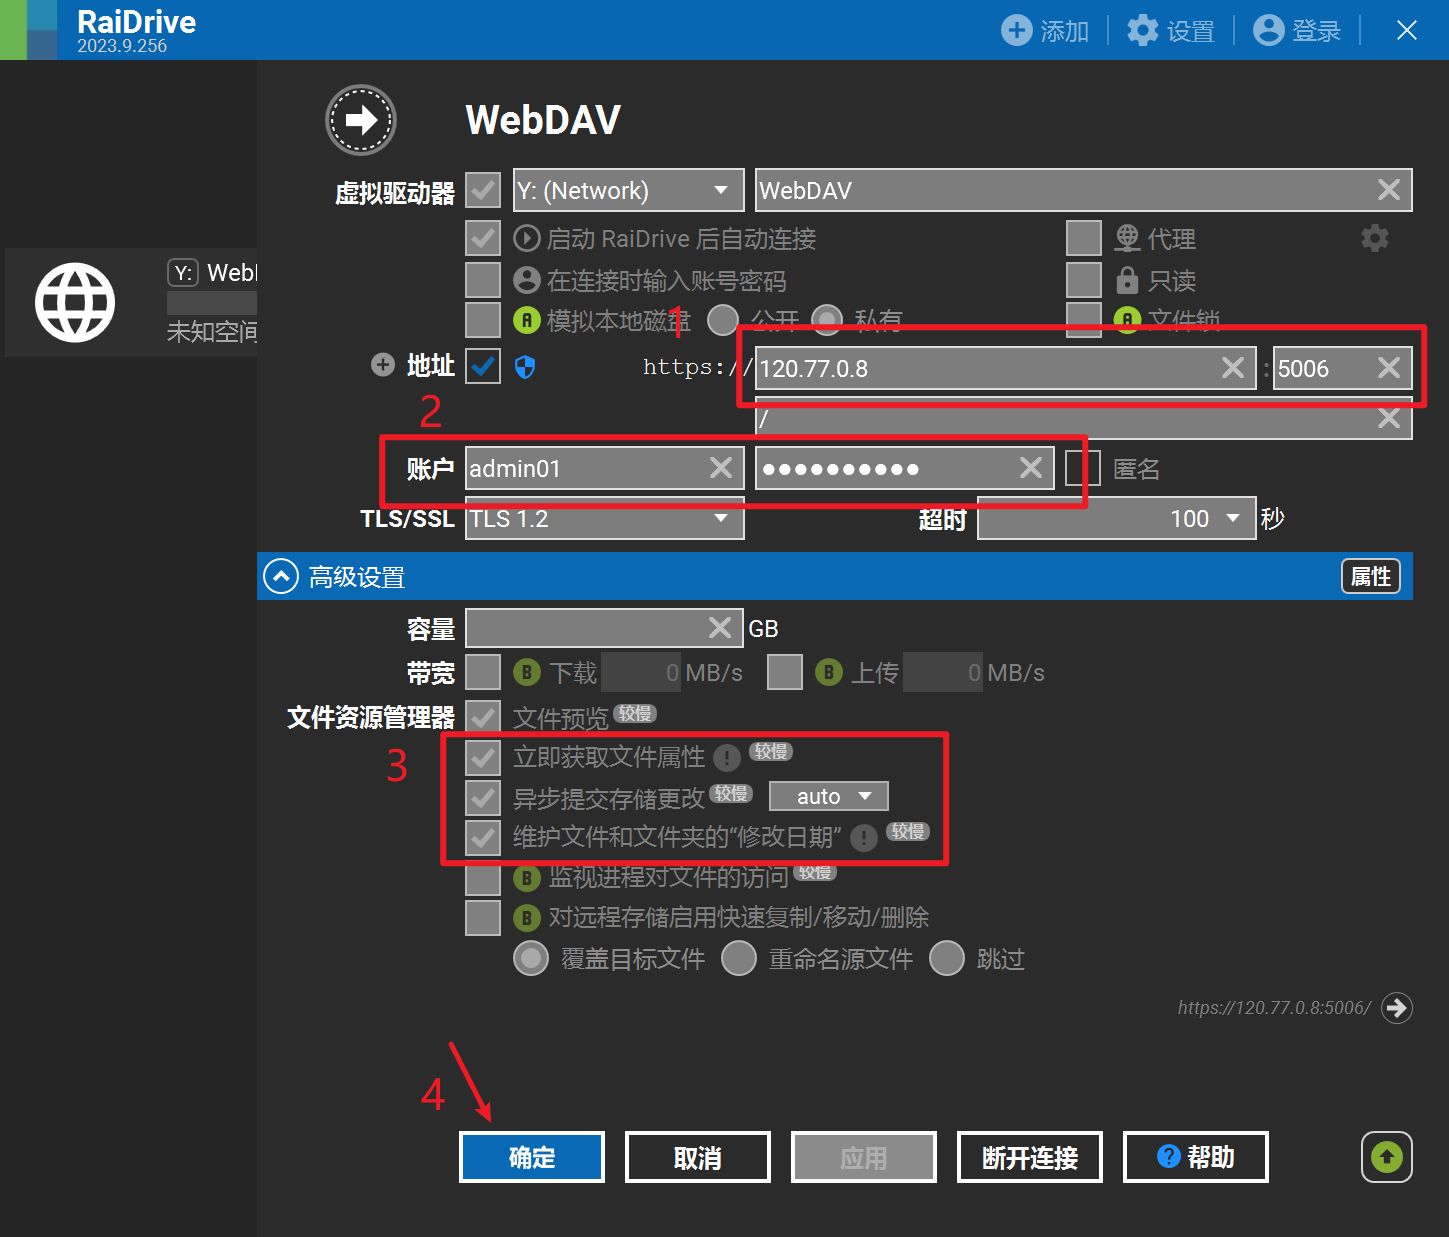 RaiDrive
2023.9.256
添加 设置 登录
WebDAV
虚拟驱动器 Y: (Network) WebDAV
启动 RaiDrive 后自动连接 代理
在连接时输入账号密码 只读
A 模拟本地磁盘 公开 私有 A 文件锁
1
Y: Web
未知空间
地址 https:// 120.77.0.8 : 5006
/
2
账户 admin01 ●●●●●●●●●● 匿名
TLS/SSL TLS 1.2 超时 100 秒
高级设置 属性
容量 GB
带宽 B 下载 0 MB/s B 上传 0 MB/s
文件资源管理器 文件预览 较慢
3
立即获取文件属性 ! 较慢
异步提交存储更改 较慢 auto
维护文件和文件夹的“修改日期” ! 较慢
B 监视进程对文件的访问 较慢
B 对远程存储启用快速复制/移动/删除
覆盖目标文件 重命名源文件 跳过
https://120.77.0.8:5006/
4
确定 取消 应用 断开连接 ? 帮助